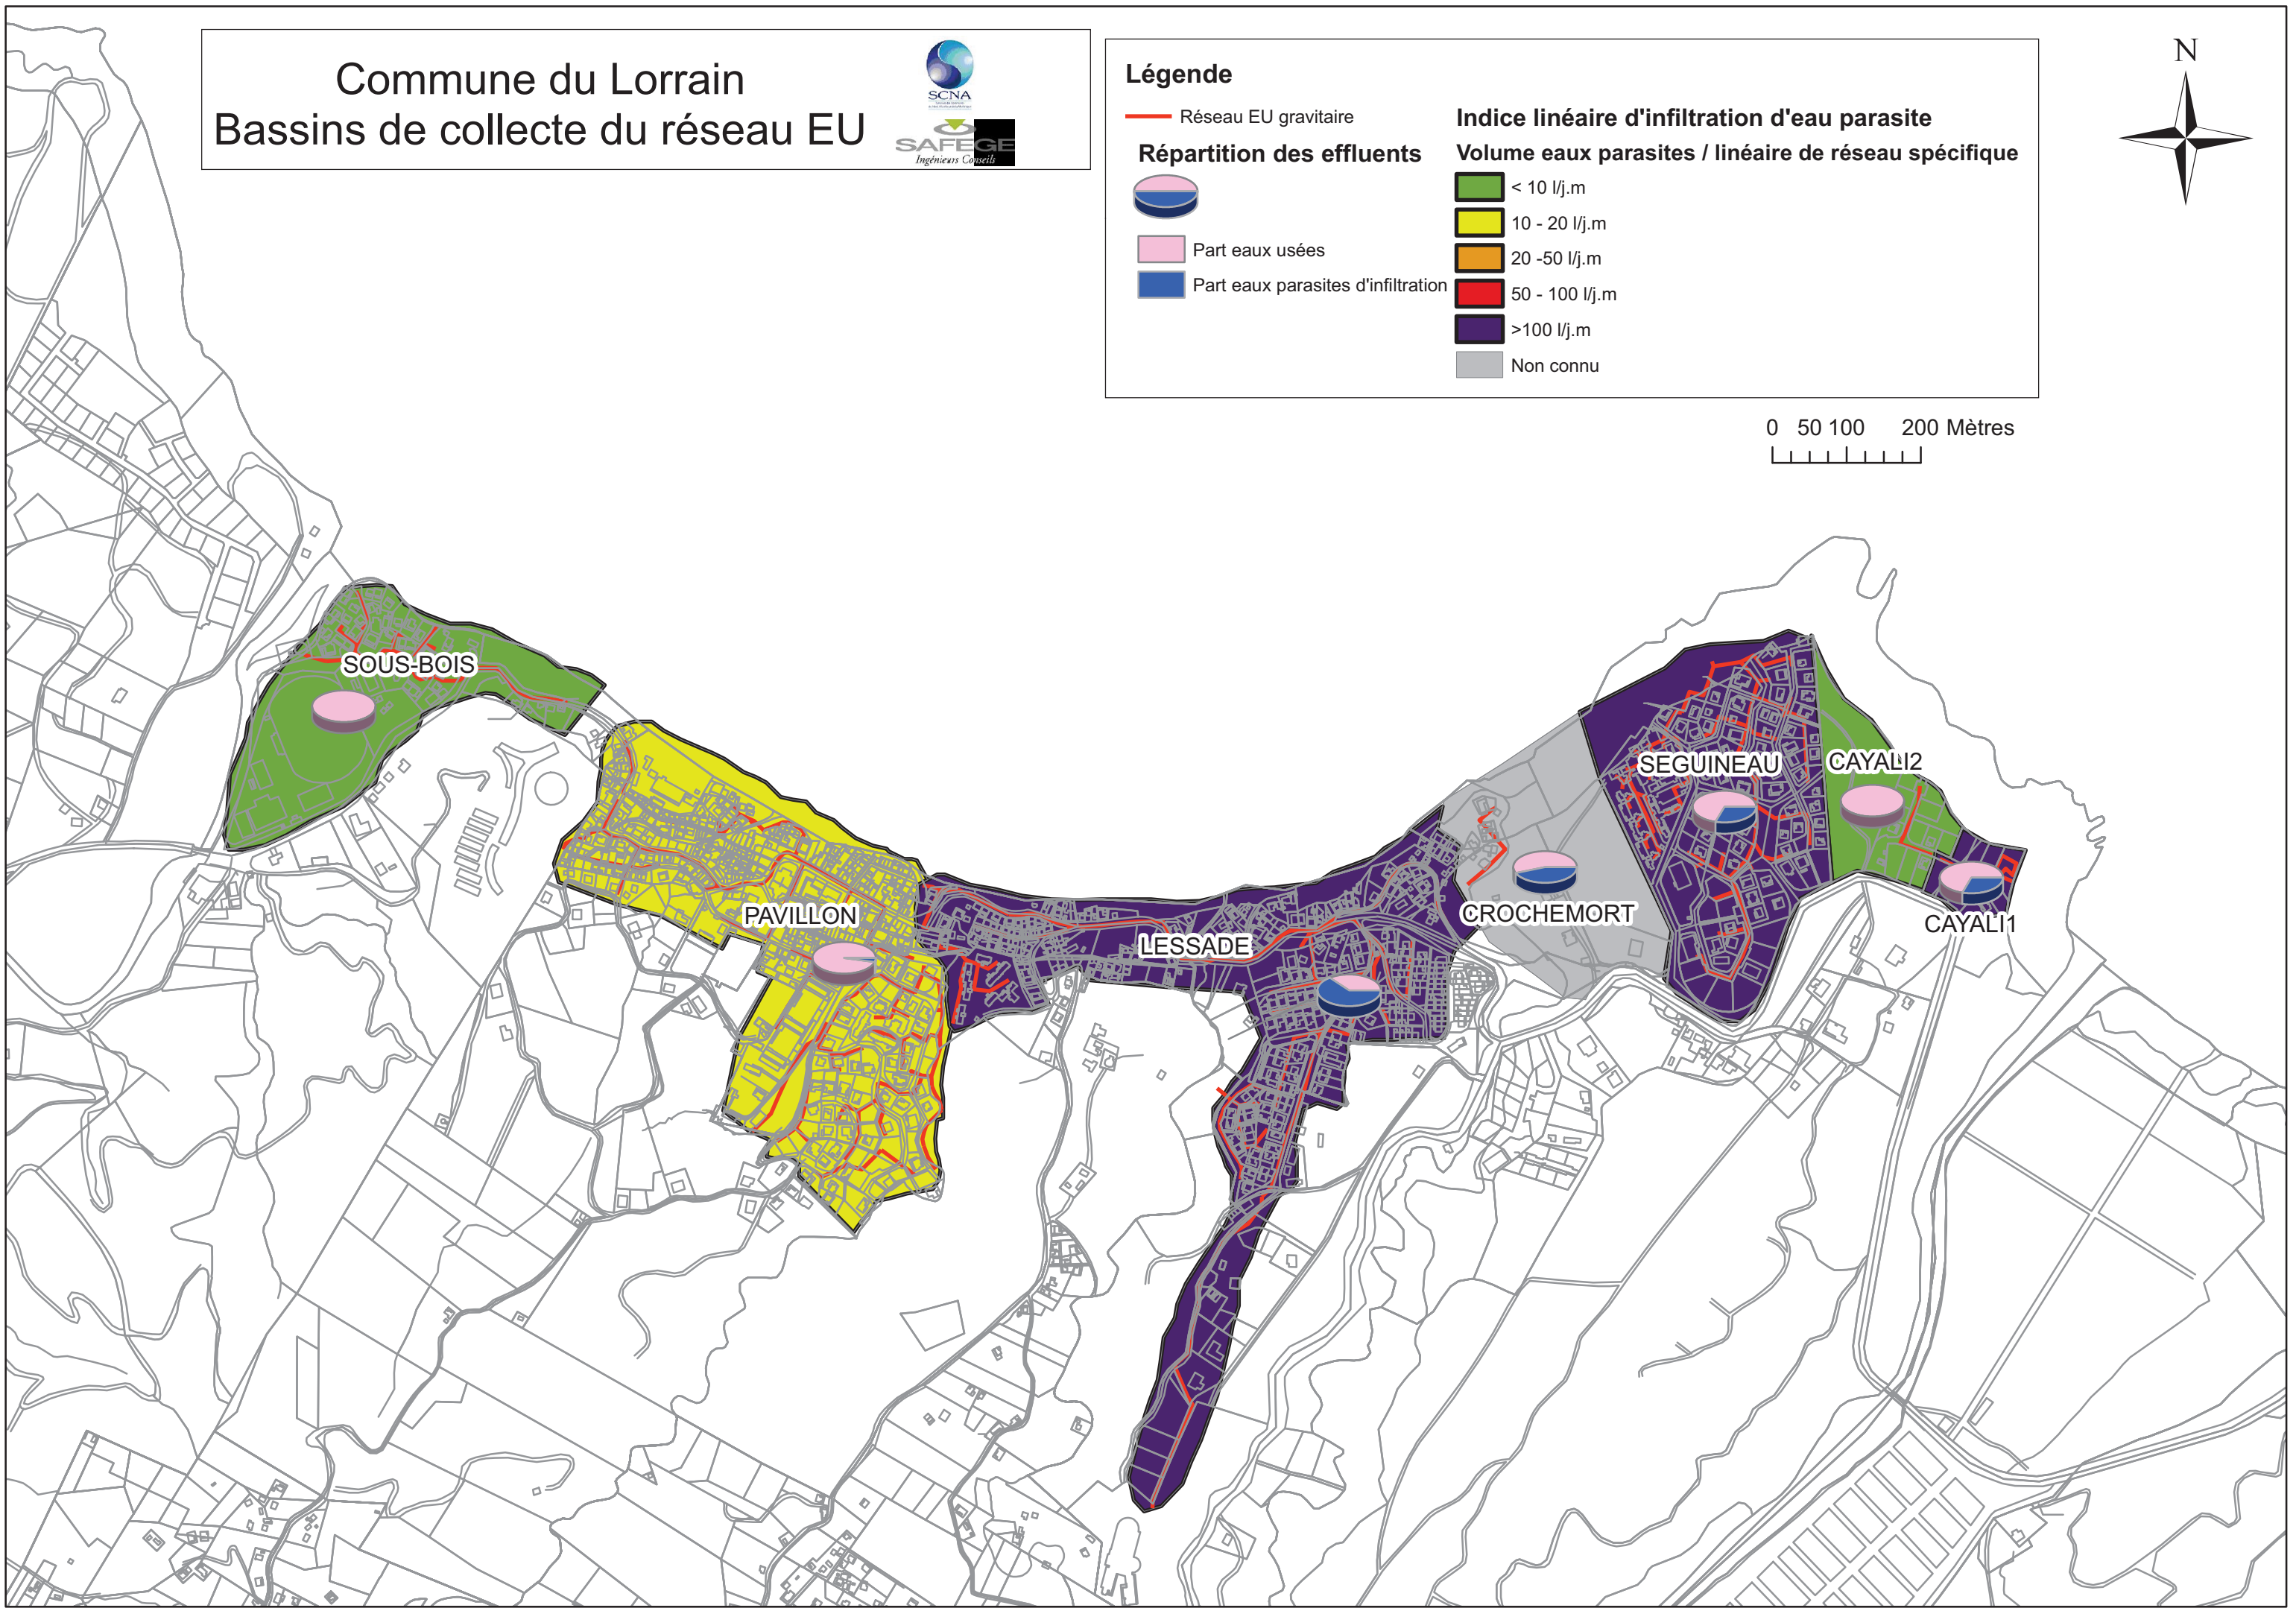 Commune du Lorrain
Bassins de collecte du réseau EU
SCNA
SAFEGE
Ingénieurs Conseils
Légende
Réseau EU gravitaire
Répartition des effluents
Part eaux usées
Part eaux parasites d'infiltration
Indice linéaire d'infiltration d'eau parasite
Volume eaux parasites / linéaire de réseau spécifique
< 10 l/j.m
10 - 20 l/j.m
20 -50 l/j.m
50 - 100 l/j.m
>100 l/j.m
Non connu
N
0 50 100 200 Mètres
SOUS-BOIS
PAVILLON
LESSADE
CROCHEMORT
SEGUINEAU
CAYALI2
CAYALI1